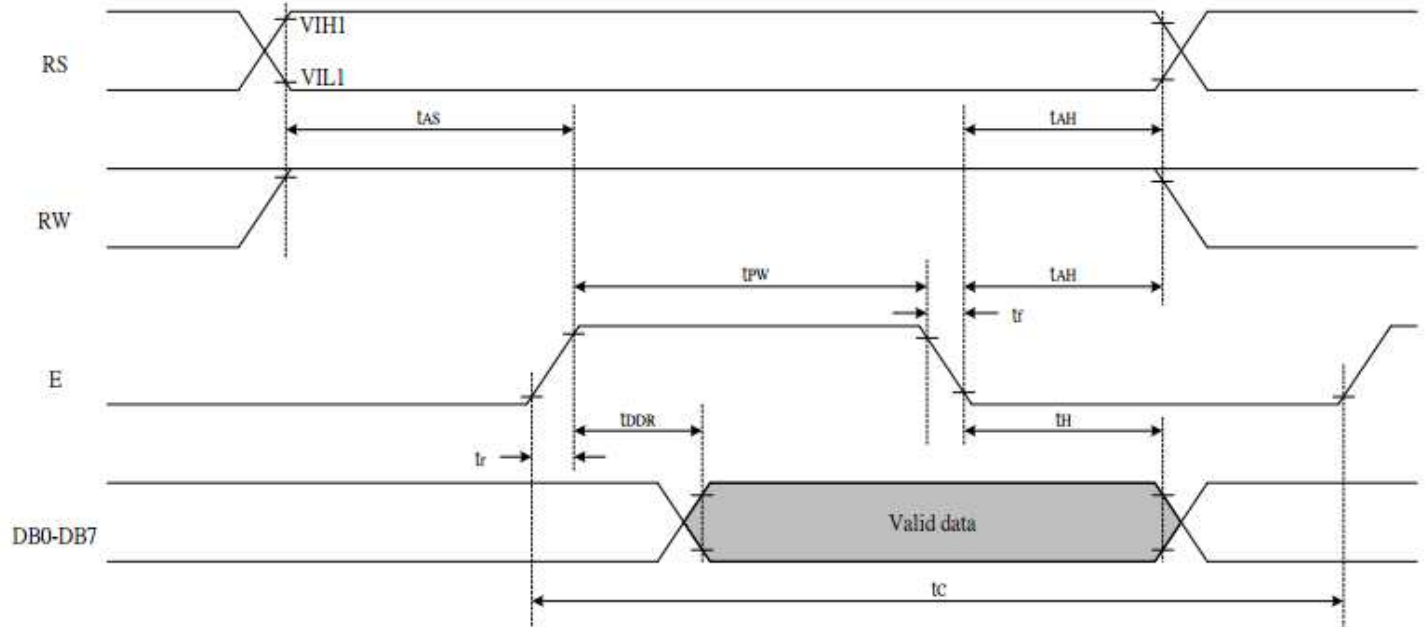 VIH1
RS
VIL1
tAS
tAH
RW
tPW
tAH
tf
E
tDDR
tH
tr
Valid data
DB0-DB7
tC